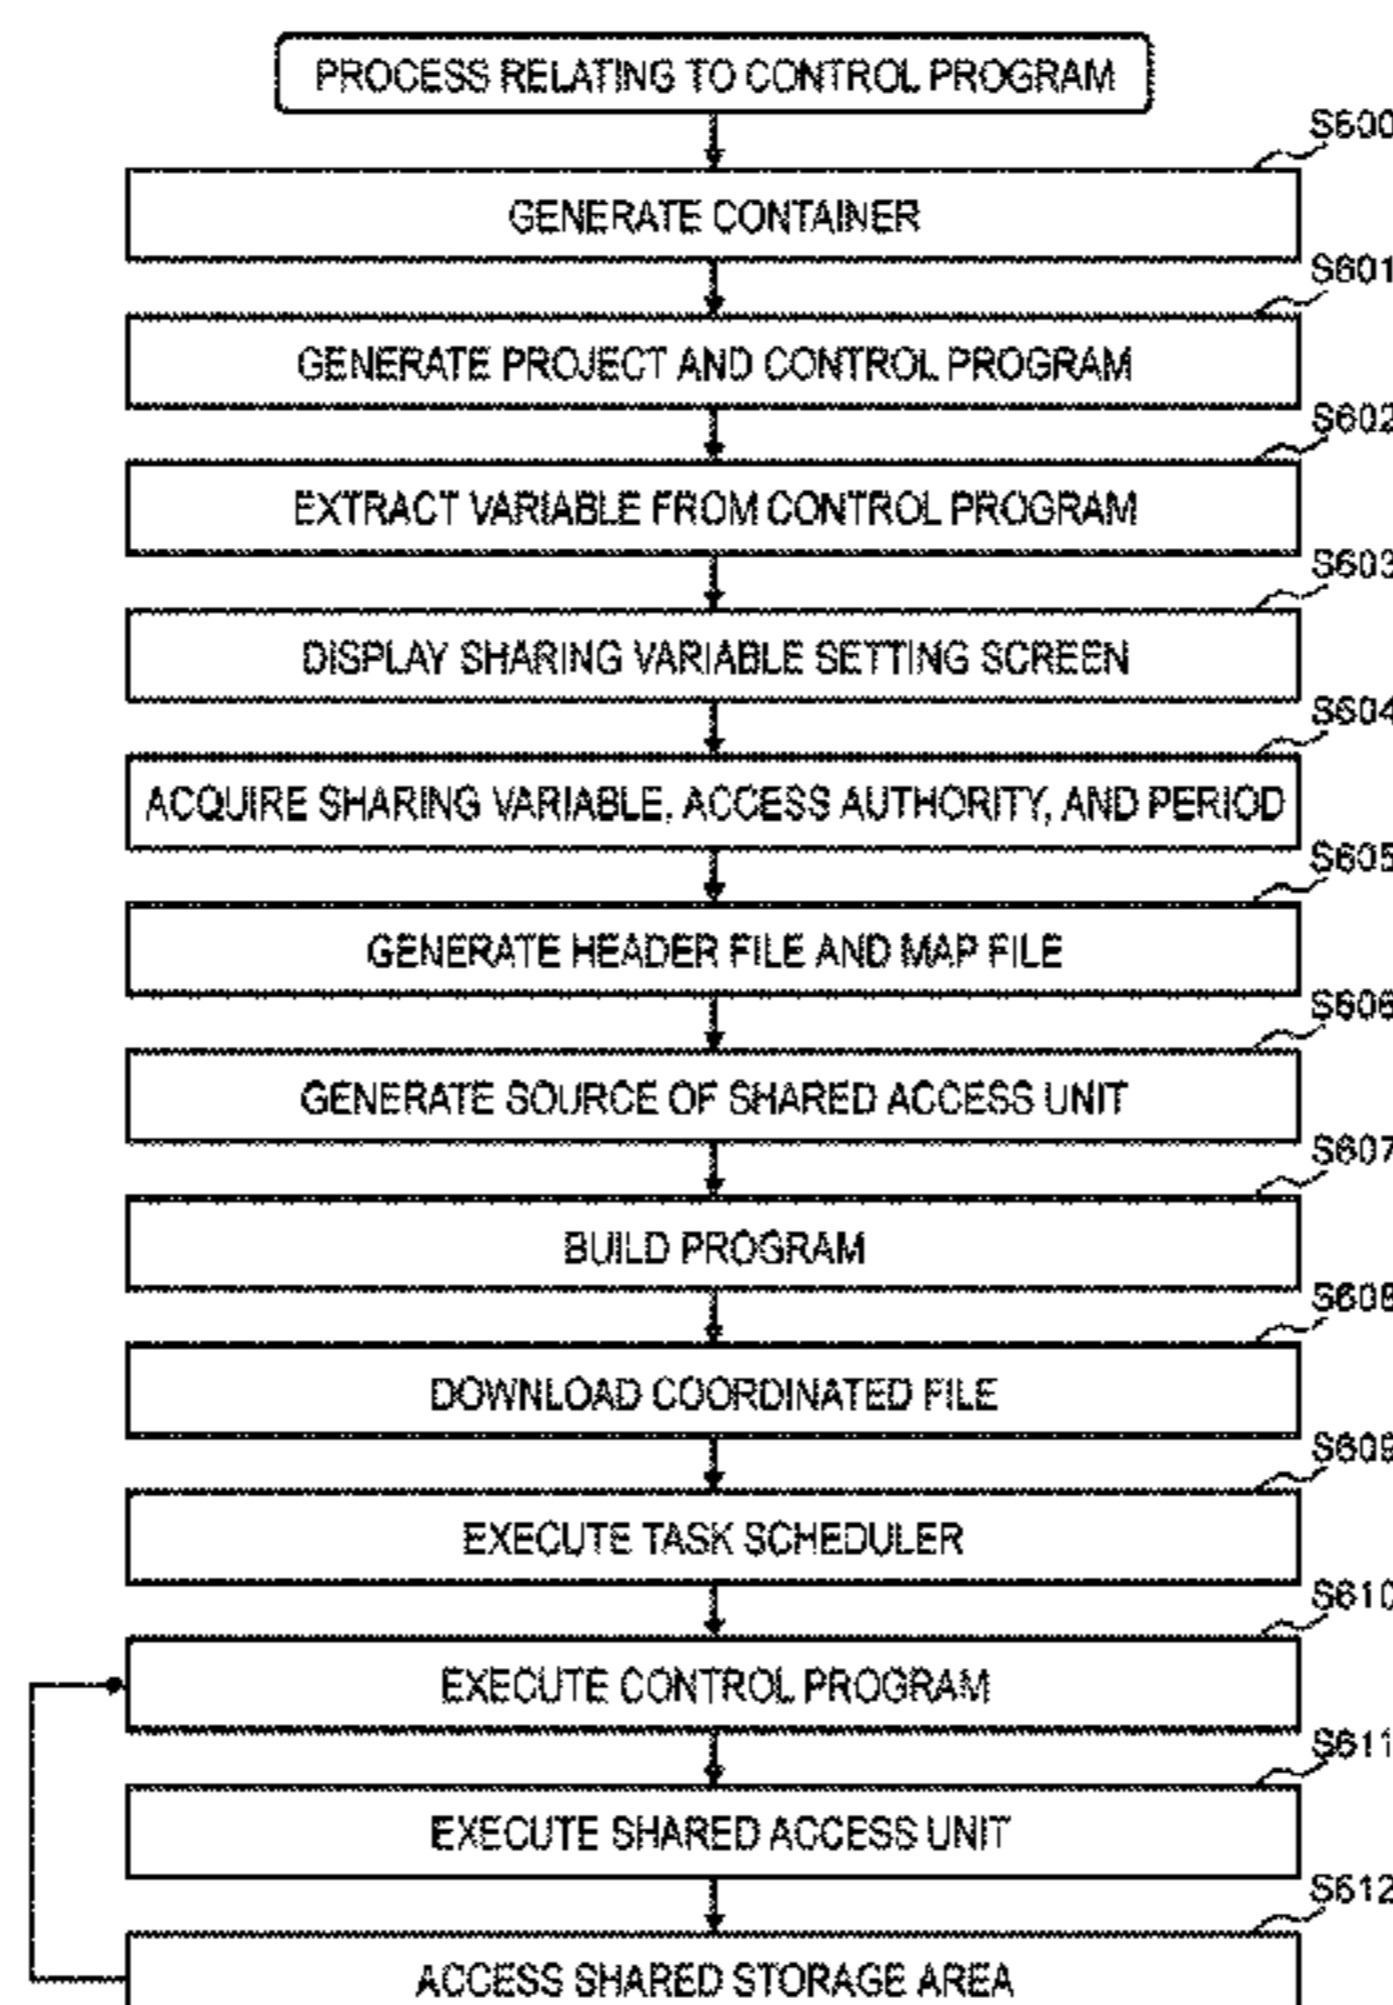 PROCESS RELATING TO CONTROL PROGRAM
S600
GENERATE CONTAINER
S601
GENERATE PROJECT AND CONTROL PROGRAM
S602
EXTRACT VARIABLE FROM CONTROL PROGRAM
S603
DISPLAY SHARING VARIABLE SETTING SCREEN
S604
ACQUIRE SHARING VARIABLE, ACCESS AUTHORITY, AND PERIOD
S605
GENERATE HEADER FILE AND MAP FILE
S606
GENERATE SOURCE OF SHARED ACCESS UNIT
S607
BUILD PROGRAM
S608
DOWNLOAD COORDINATED FILE
S609
EXECUTE TASK SCHEDULER
S610
EXECUTE CONTROL PROGRAM
S611
EXECUTE SHARED ACCESS UNIT
S612
ACCESS SHARED STORAGE AREA